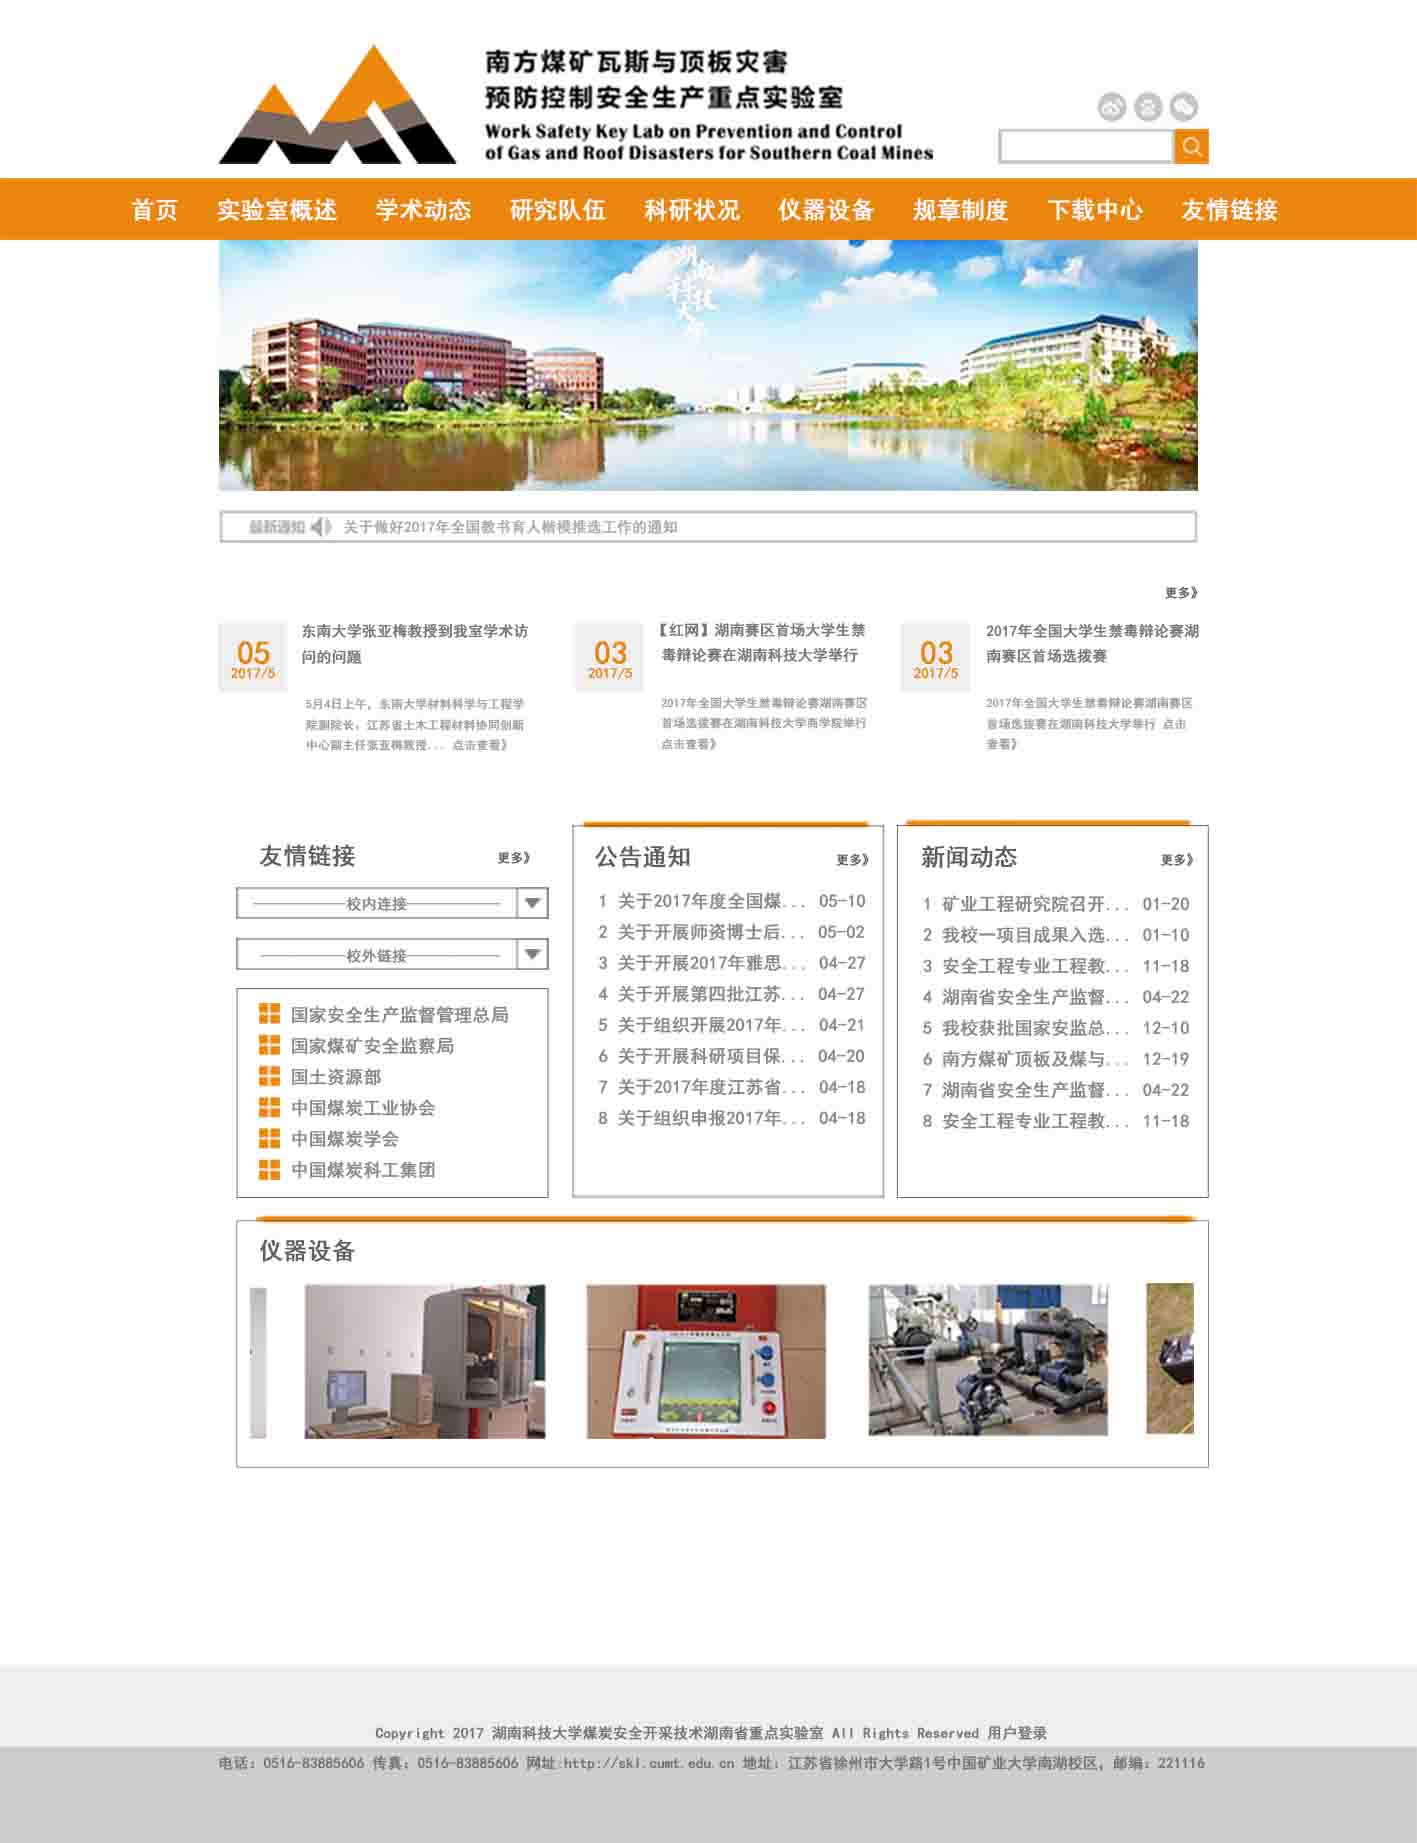 南方煤矿瓦斯与顶板灾害
预防控制安全生产重点实验室
Work Safety Key Lab on Prevention and Control
of Gas and Roof Disasters for Southern Coal Mines
首页 实验室概述 学术动态 研究队伍 科研状况 仪器设备 规章制度 下载中心 友情链接
湖南科技大学
最新通知 关于做好2017年全国教书育人楷模推选工作的通知
更多》
05
2017/5
东南大学张亚梅教授到我室学术访
问的问题
5月4日上午，东南大学材料科学与工程学
院副院长，江苏省土木工程材料协同创新
中心副主任张亚梅教授... 点击查看》
03
2017/5
【红网】湖南赛区首场大学生禁
毒辩论赛在湖南科技大学举行
2017年全国大学生禁毒辩论赛湖南赛区
首场选拨赛在湖南科技大学商学院举行
点击查看》
03
2017/5
2017年全国大学生禁毒辩论赛湖
南赛区首场选拨赛
2017年全国大学生禁毒辩论赛湖南赛区
首场选拔赛在湖南科技大学举行 点击
查看》
友情链接 更多》
校内连接
校外链接
国家安全生产监督管理总局
国家煤矿安全监察局
国土资源部
中国煤炭工业协会
中国煤炭学会
中国煤炭科工集团
公告通知 更多》
1 关于2017年度全国煤... 05-10
2 关于开展师资博士后... 05-02
3 关于开展2017年雅思... 04-27
4 关于开展第四批江苏... 04-27
5 关于组织开展2017年... 04-21
6 关于开展科研项目保... 04-20
7 关于2017年度江苏省... 04-18
8 关于组织申报2017年... 04-18
新闻动态 更多》
1 矿业工程研究院召开... 01-20
2 我校一项目成果入选... 01-10
3 安全工程专业工程教... 11-18
4 湖南省安全生产监督... 04-22
5 我校获批国家安监总... 12-10
6 南方煤矿顶板及煤与... 12-19
7 湖南省安全生产监督... 04-22
8 安全工程专业工程教... 11-18
仪器设备
Copyright 2017 湖南科技大学煤炭安全开采技术湖南省重点实验室 All Rights Reserved 用户登录
电话：0516-83885606 传真：0516-83885606 网址:http://skl.cumt.edu.cn 地址：江苏省徐州市大学路1号中国矿业大学南湖校区，邮编：221116